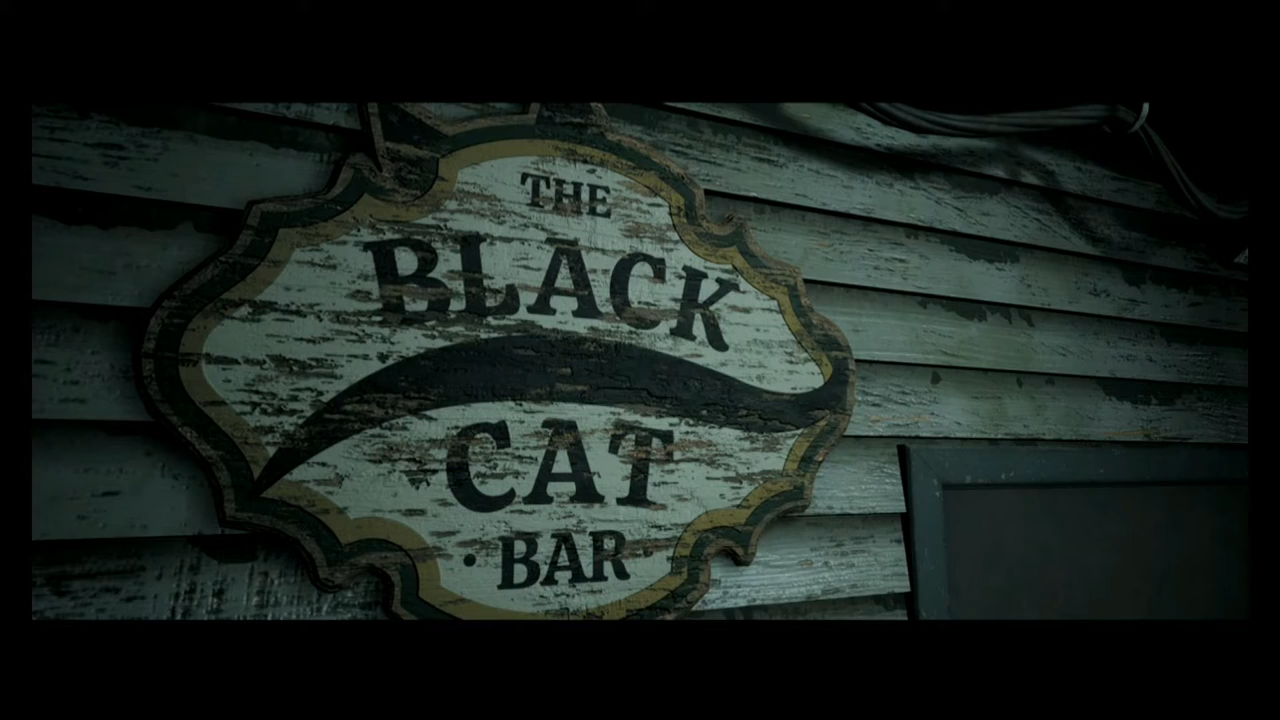 THE
BLACK
CAT
· BAR ·